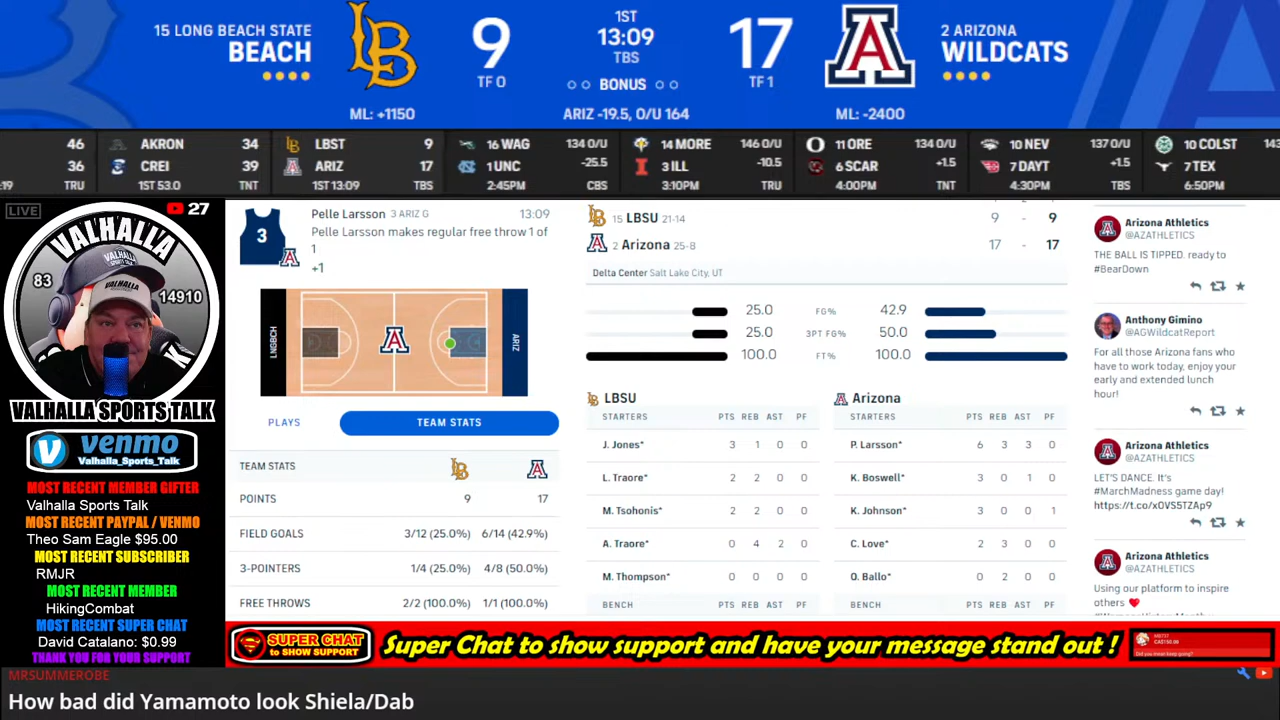 15 LONG BEACH STATE
BEACH
ML: +1150
9
TF 0
1ST
13:09
TBS
BONUS
ARIZ -19.5, O/U 164
17
TF 1
2 ARIZONA
WILDCATS
ML: -2400
46
36
:19 TRU
AKRON 34
CREI 39
1ST 53.0 TNT
LBST 9
ARIZ 17
1ST 13:09 TBS
16 WAG 134 O/U
1 UNC -25.5
2:45PM CBS
14 MORE 146 O/U
3 ILL -10.5
3:10PM TRU
11 ORE 134 O/U
6 SCAR +1.5
4:00PM TNT
10 NEV 137 O/U
7 DAYT +1.5
4:30PM TBS
10 COLST 143
7 TEX
6:50PM
LIVE
27
VALHALLA
83
14910
VALHALLA SPORTS TALK
venmo
Valhalla_Sports_Talk
MOST RECENT MEMBER GIFTER
Valhalla Sports Talk
MOST RECENT PAYPAL / VENMO
Theo Sam Eagle $95.00
MOST RECENT SUBSCRIBER
RMJR
MOST RECENT MEMBER
HikingCombat
MOST RECENT SUPER CHAT
David Catalano: $0.99
THANK YOU FOR YOUR SUPPORT
3
Pelle Larsson 3 ARIZ G 13:09
Pelle Larsson makes regular free throw 1 of
1
+1
LNGBCH
ARIZ
PLAYS
TEAM STATS
TEAM STATS
POINTS 9 17
FIELD GOALS 3/12 (25.0%) 6/14 (42.9%)
3-POINTERS 1/4 (25.0%) 4/8 (50.0%)
FREE THROWS 2/2 (100.0%) 1/1 (100.0%)
15 LBSU 21-14 9 - 9
2 Arizona 25-8 17 - 17
Delta Center Salt Lake City, UT
25.0 FG% 42.9
25.0 3PT FG% 50.0
100.0 FT% 100.0
LBSU
STARTERS PTS REB AST PF
J. Jones* 3 1 0 0
L. Traore* 2 2 0 0
M. Tsohonis* 2 2 0 0
A. Traore* 0 4 2 0
M. Thompson* 0 0 0 0
BENCH PTS REB AST PF
Arizona
STARTERS PTS REB AST PF
P. Larsson* 6 3 3 0
K. Boswell* 3 0 1 0
K. Johnson* 3 0 0 1
C. Love* 2 3 0 0
O. Ballo* 0 2 0 0
BENCH PTS REB AST PF
Arizona Athletics
@AZATHLETICS
THE BALL IS TIPPED. ready to
#BearDown
Anthony Gimino
@AGWildcatReport
For all those Arizona fans who
have to work today, enjoy your
early and extended lunch
hour!
Arizona Athletics
@AZATHLETICS
LET'S DANCE. It's
#MarchMadness game day!
https://t.co/xOVS5TZAp9
Arizona Athletics
@AZATHLETICS
Using our platform to inspire
others
SUPER CHAT
to SHOW SUPPORT
Super Chat to show support and have your message stand out !
MRSUMMEROBE
How bad did Yamamoto look Shiela/Dab